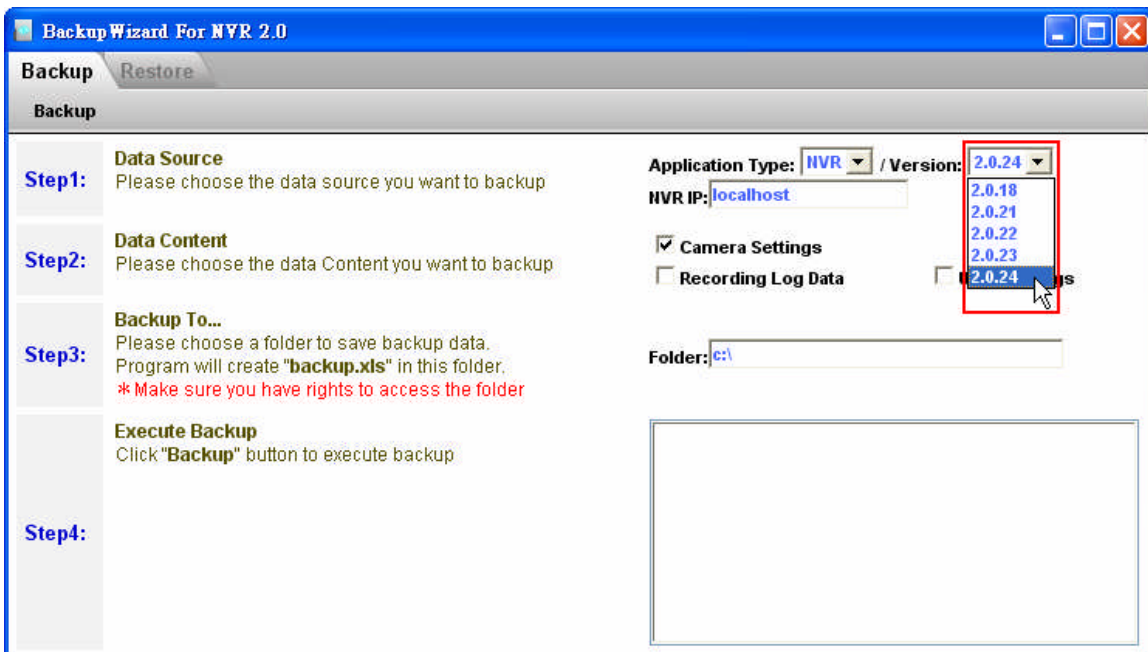 BackupWizard For NVR 2.0
Backup
Restore
Backup
Step1:
Data Source
Please choose the data source you want to backup
Application Type: NVR / Version: 2.0.24
NVR IP: localhost
2.0.18
2.0.21
2.0.22
2.0.23
2.0.24
Step2:
Data Content
Please choose the data Content you want to backup
Camera Settings
Recording Log Data
Step3:
Backup To...
Please choose a folder to save backup data.
Program will create "backup.xls" in this folder.
* Make sure you have rights to access the folder
Folder: c:\
Step4:
Execute Backup
Click "Backup" button to execute backup